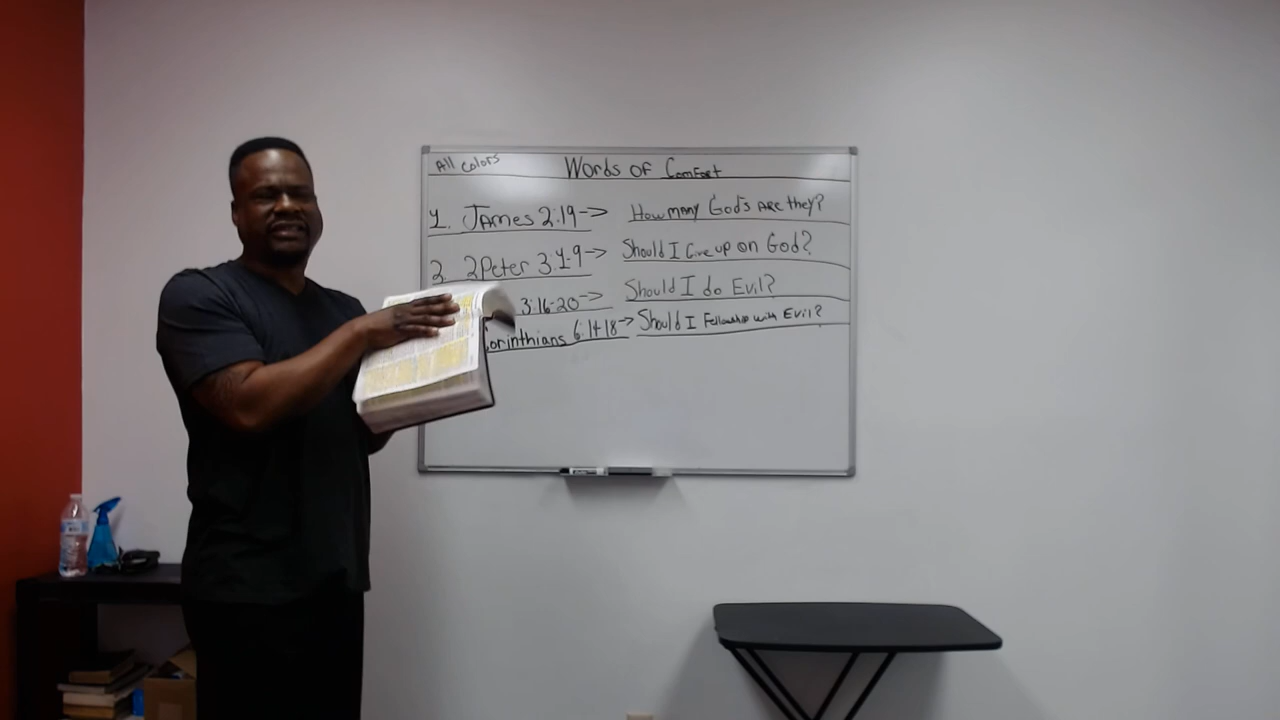 All Colors Words of Comfort
1. James 2:19-> How many God's are they?
2. 2Peter 3:1-9-> Should I Give up on God?
3:16-20-> Should I do Evil?
orinthians 6:14-18-> Should I Fellowship with Evil?